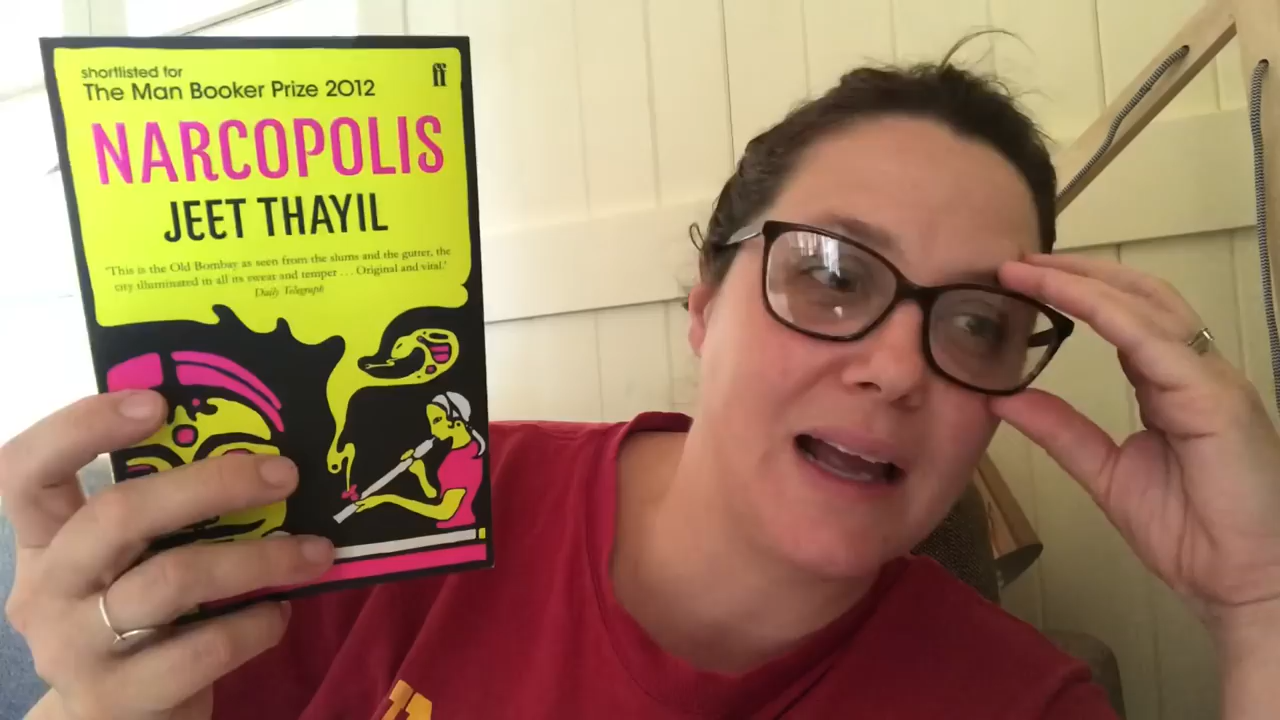 shortlisted for
The Man Booker Prize 2012
ff
NARCOPOLIS
JEET THAYIL
'This is the Old Bombay as seen from the slums and the gutter, the
city illuminated in all its sweat and temper . . . Original and vital.'
Daily Telegraph